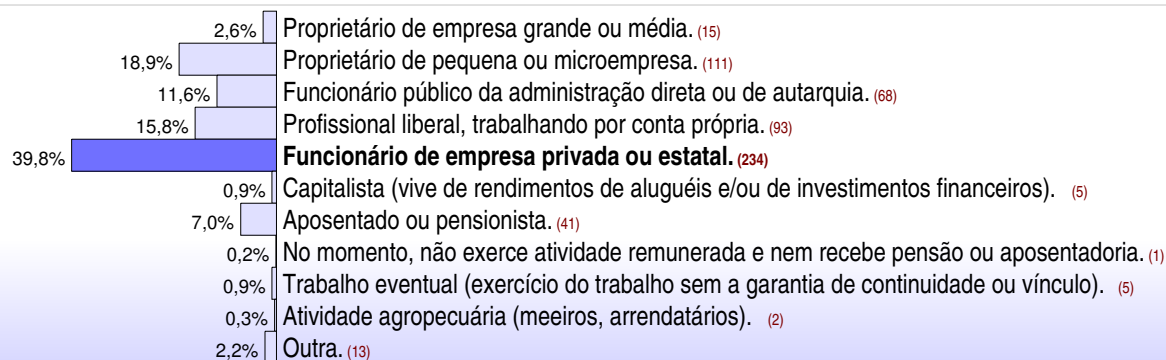 2,6% Proprietário de empresa grande ou média. (15)
18,9% Proprietário de pequena ou microempresa. (111)
11,6% Funcionário público da administração direta ou de autarquia. (68)
15,8% Profissional liberal, trabalhando por conta própria. (93)
39,8% Funcionário de empresa privada ou estatal. (234)
0,9% Capitalista (vive de rendimentos de aluguéis e/ou de investimentos financeiros). (5)
7,0% Aposentado ou pensionista. (41)
0,2% No momento, não exerce atividade remunerada e nem recebe pensão ou aposentadoria. (1)
0,9% Trabalho eventual (exercício do trabalho sem a garantia de continuidade ou vínculo). (5)
0,3% Atividade agropecuária (meeiros, arrendatários). (2)
2,2% Outra. (13)